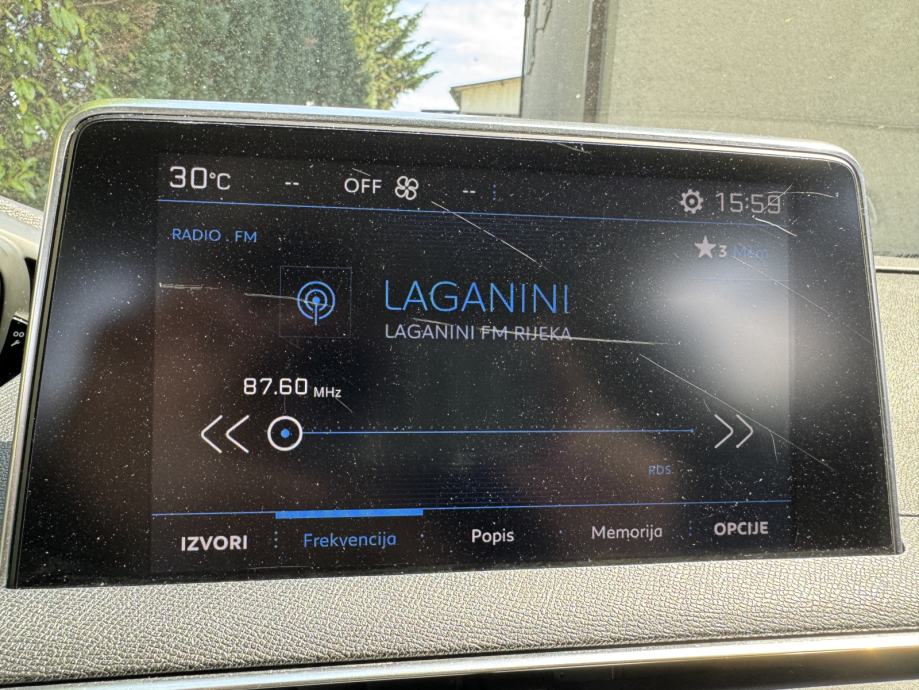 30°C -- OFF -- 15:59
RADIO . FM
3 Mem
LAGANINI
LAGANINI FM RIJEKA
87.60 MHz
RDS
IZVORI Frekvencija Popis Memorija OPCIJE